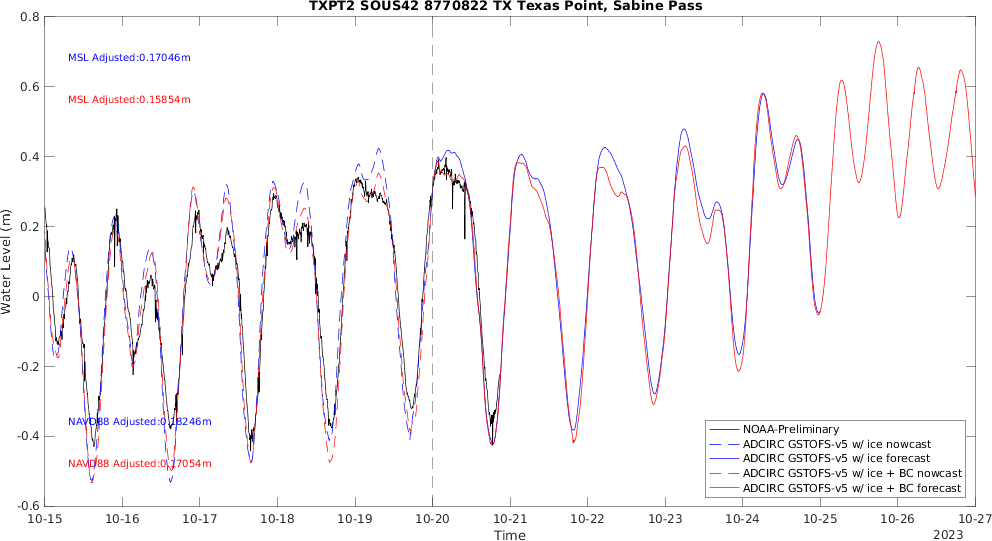 TXPT2 SOUS42 8770822 TX Texas Point, Sabine Pass
0.8
0.6
0.4
0.2
0
-0.2
-0.4
-0.6
Water Level (m)
MSL Adjusted:0.17046m
MSL Adjusted:0.15854m
NAVD88 Adjusted:0.18246m
NAVD88 Adjusted:0.17054m
NOAA-Preliminary
ADCIRC GSTOFS-v5 w/ ice nowcast
ADCIRC GSTOFS-v5 w/ ice forecast
ADCIRC GSTOFS-v5 w/ ice + BC nowcast
ADCIRC GSTOFS-v5 w/ ice + BC forecast
10-15 10-16 10-17 10-18 10-19 10-20 10-21 10-22 10-23 10-24 10-25 10-26 10-27
Time
2023